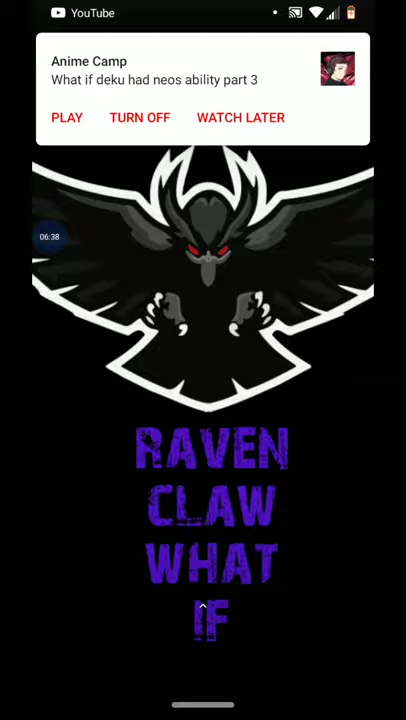 YouTube
Anime Camp
What if deku had neos ability part 3
PLAY TURN OFF WATCH LATER
06:38
RAVEN
CLAW
WHAT
IF